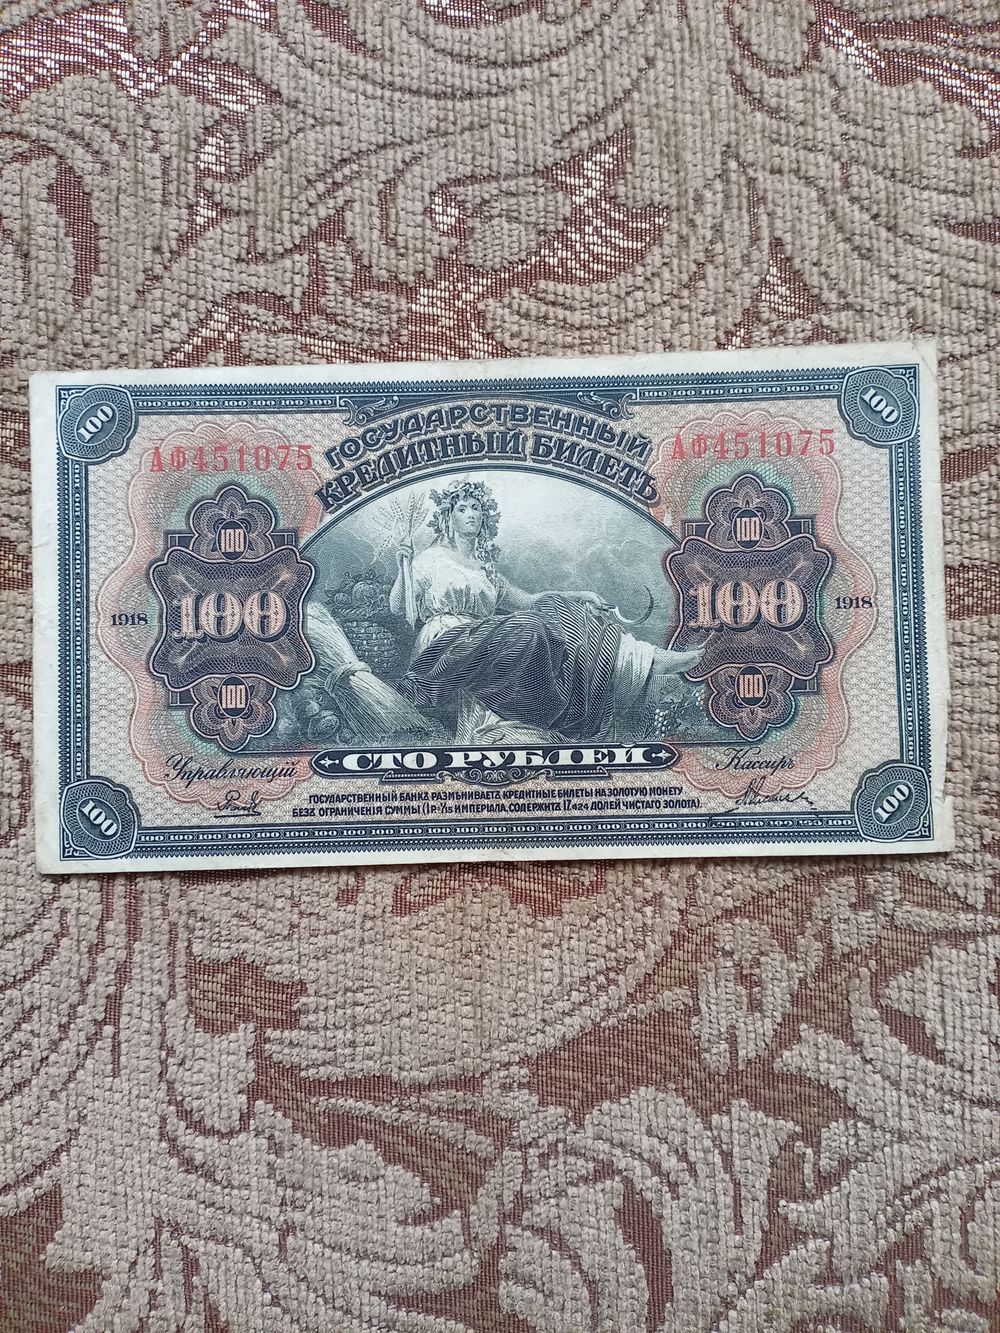 100 100
ГОСУДАРСТВЕННЫЙ
КРЕДИТНЫЙ БИЛЕТЪ
АФ451075 АФ451075
100 100
100 100
1918 1918
100 100
Управляющій СТО РУБЛЕЙ Кассиръ
ГОСУДАРСТВЕННЫЙ БАНКЪ РАЗМѢНИВАЕТЪ КРЕДИТНЫЕ БИЛЕТЫ НА ЗОЛОТУЮ МОНЕТУ
БЕЗЪ ОГРАНИЧЕНІЯ СУММЫ (1 Р.= 1/15 ИМПЕРІАЛА, СОДЕРЖИТЪ 17,424 ДОЛЕЙ ЧИСТАГО ЗОЛОТА).
100 100